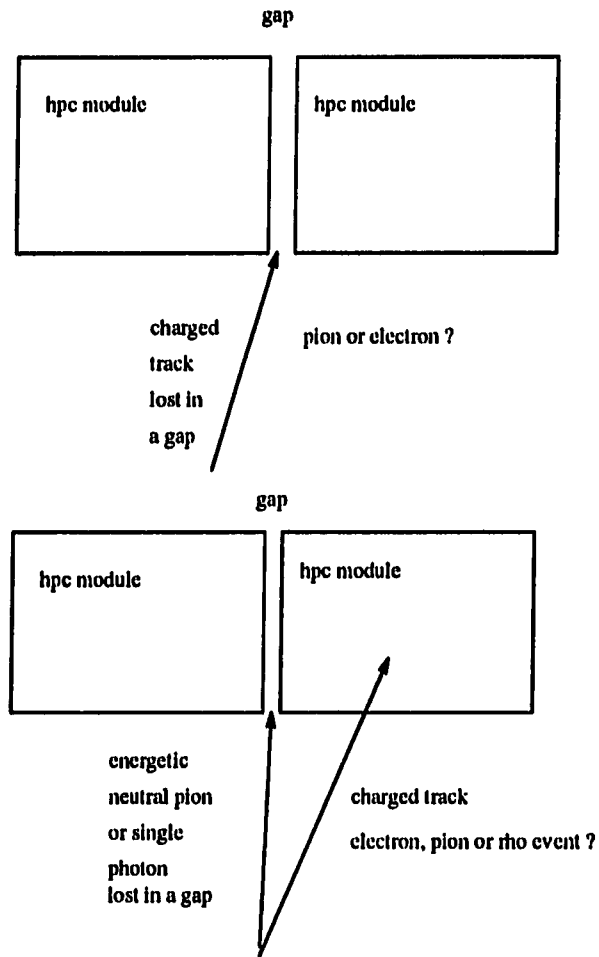 gap
hpc module
hpc module
charged
track
lost in
a gap
pion or electron ?
gap
hpc module
hpc module
energetic
neutral pion
or single
photon
lost in a gap
charged track
electron, pion or rho event ?